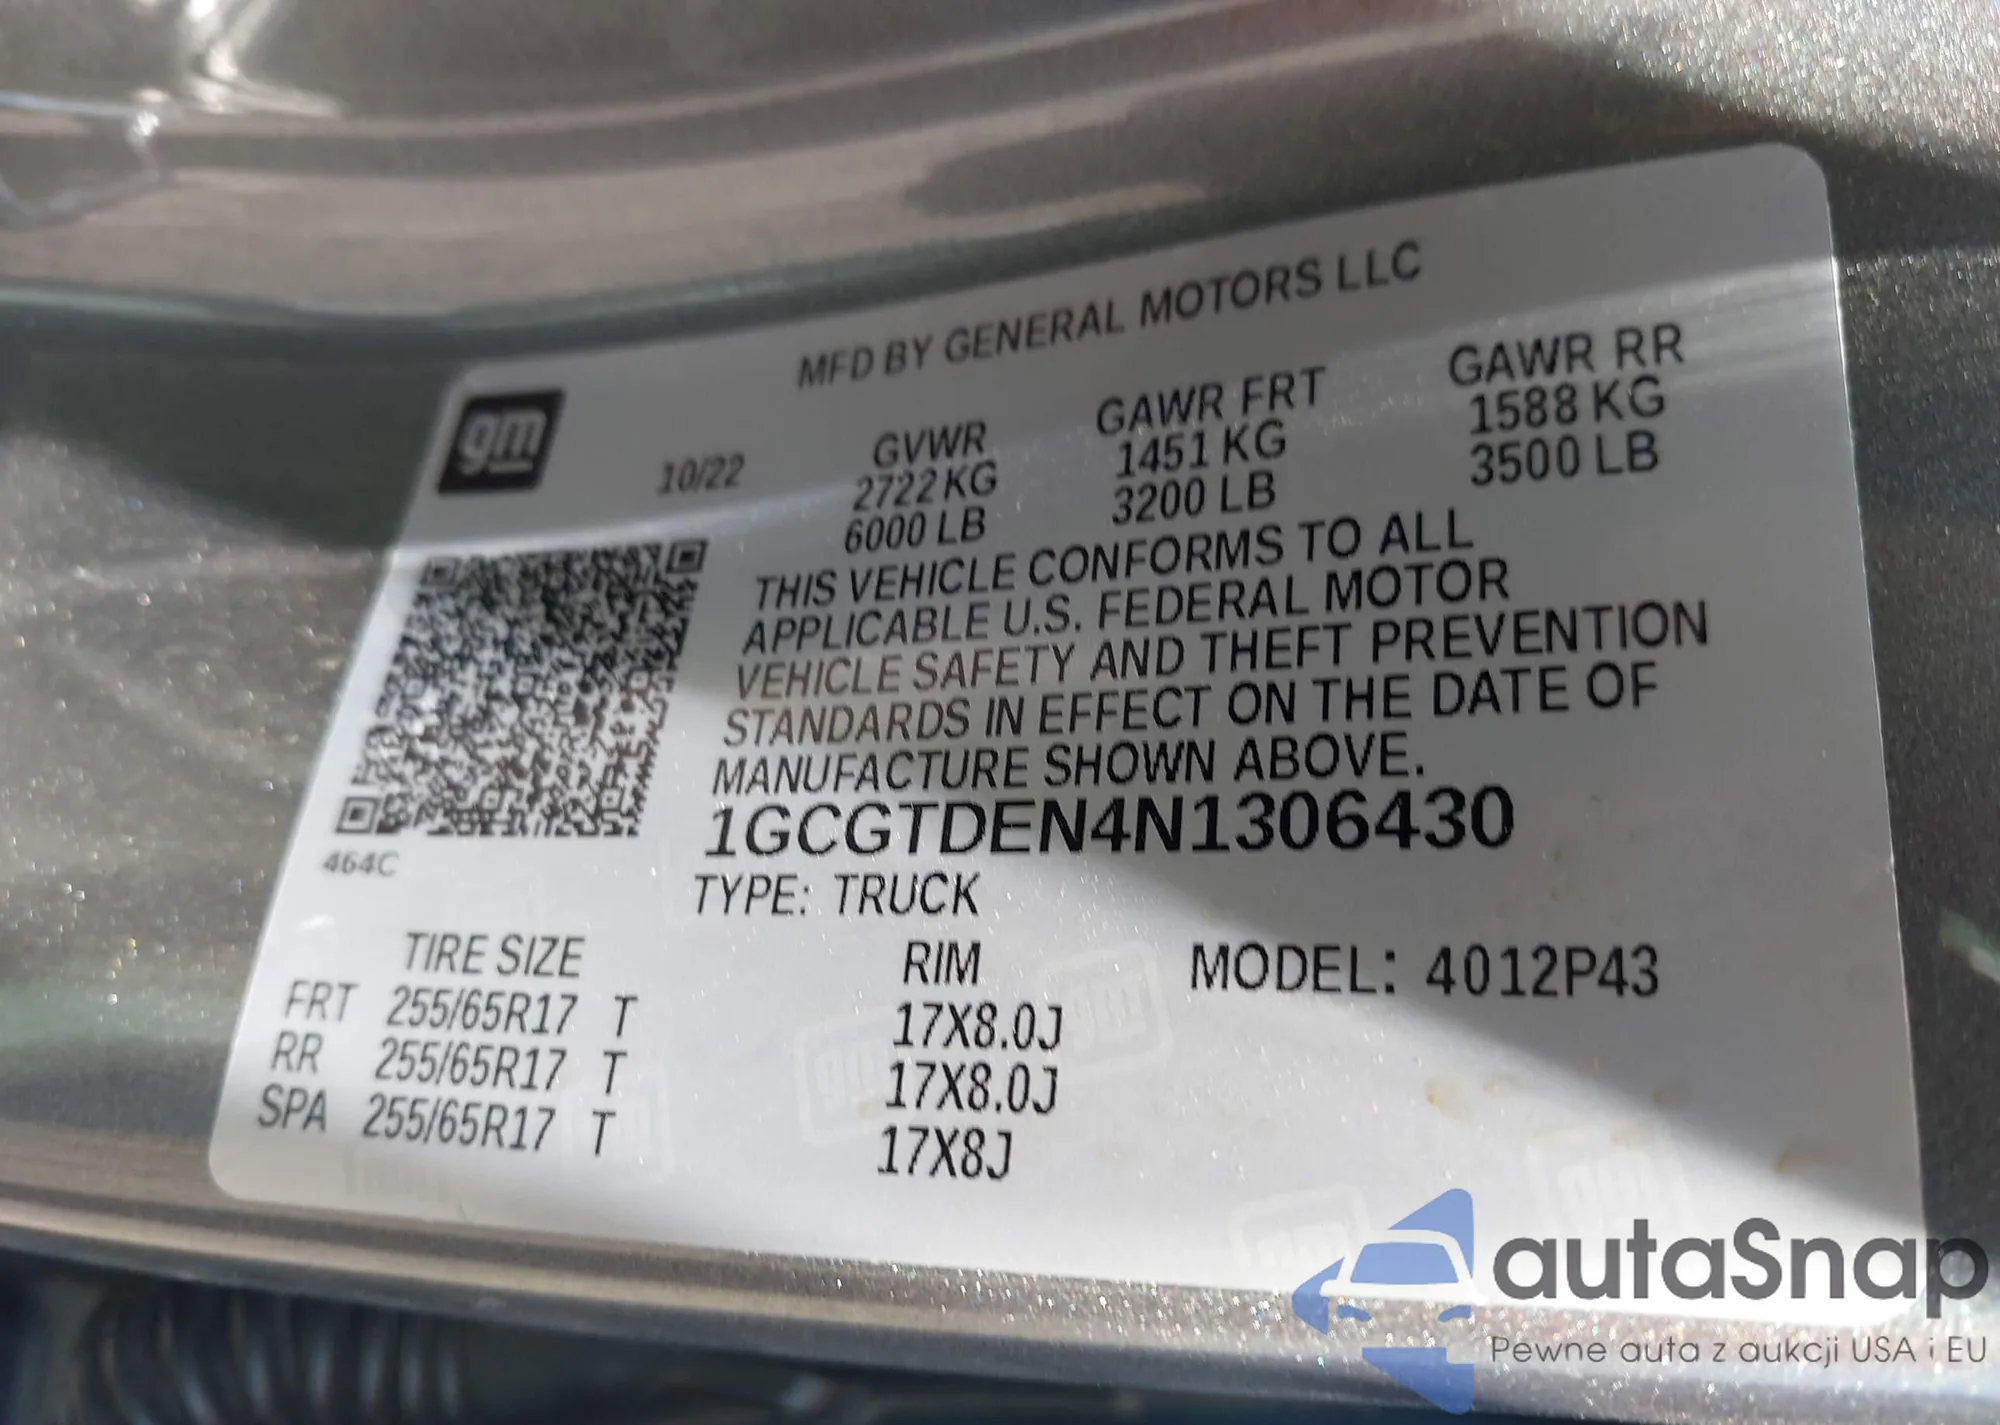 MFD BY GENERAL MOTORS LLC
gm
10/22
GVWR
2722 KG
6000 LB
GAWR FRT
1451 KG
3200 LB
GAWR RR
1588 KG
3500 LB
THIS VEHICLE CONFORMS TO ALL
APPLICABLE U.S. FEDERAL MOTOR
VEHICLE SAFETY AND THEFT PREVENTION
STANDARDS IN EFFECT ON THE DATE OF
MANUFACTURE SHOWN ABOVE.
1GCGTDEN4N1306430
464C
TYPE: TRUCK
TIRE SIZE RIM MODEL: 4012P43
FRT 255/65R17 T 17X8.0J
RR 255/65R17 T 17X8.0J
SPA 255/65R17 T 17X8J
autaSnap
Pewne auta z aukcji USA i EU